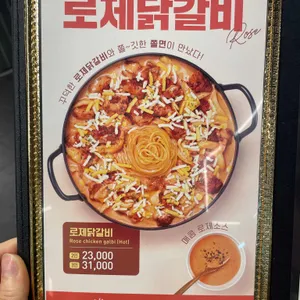 로제닭갈비
Rose
꾸덕한 로제닭갈비와 쫄-깃한 쫄면이 만났다!
로제닭갈비
Rose chicken galbi (Hot)
23,000
31,000
매콤 로제소스